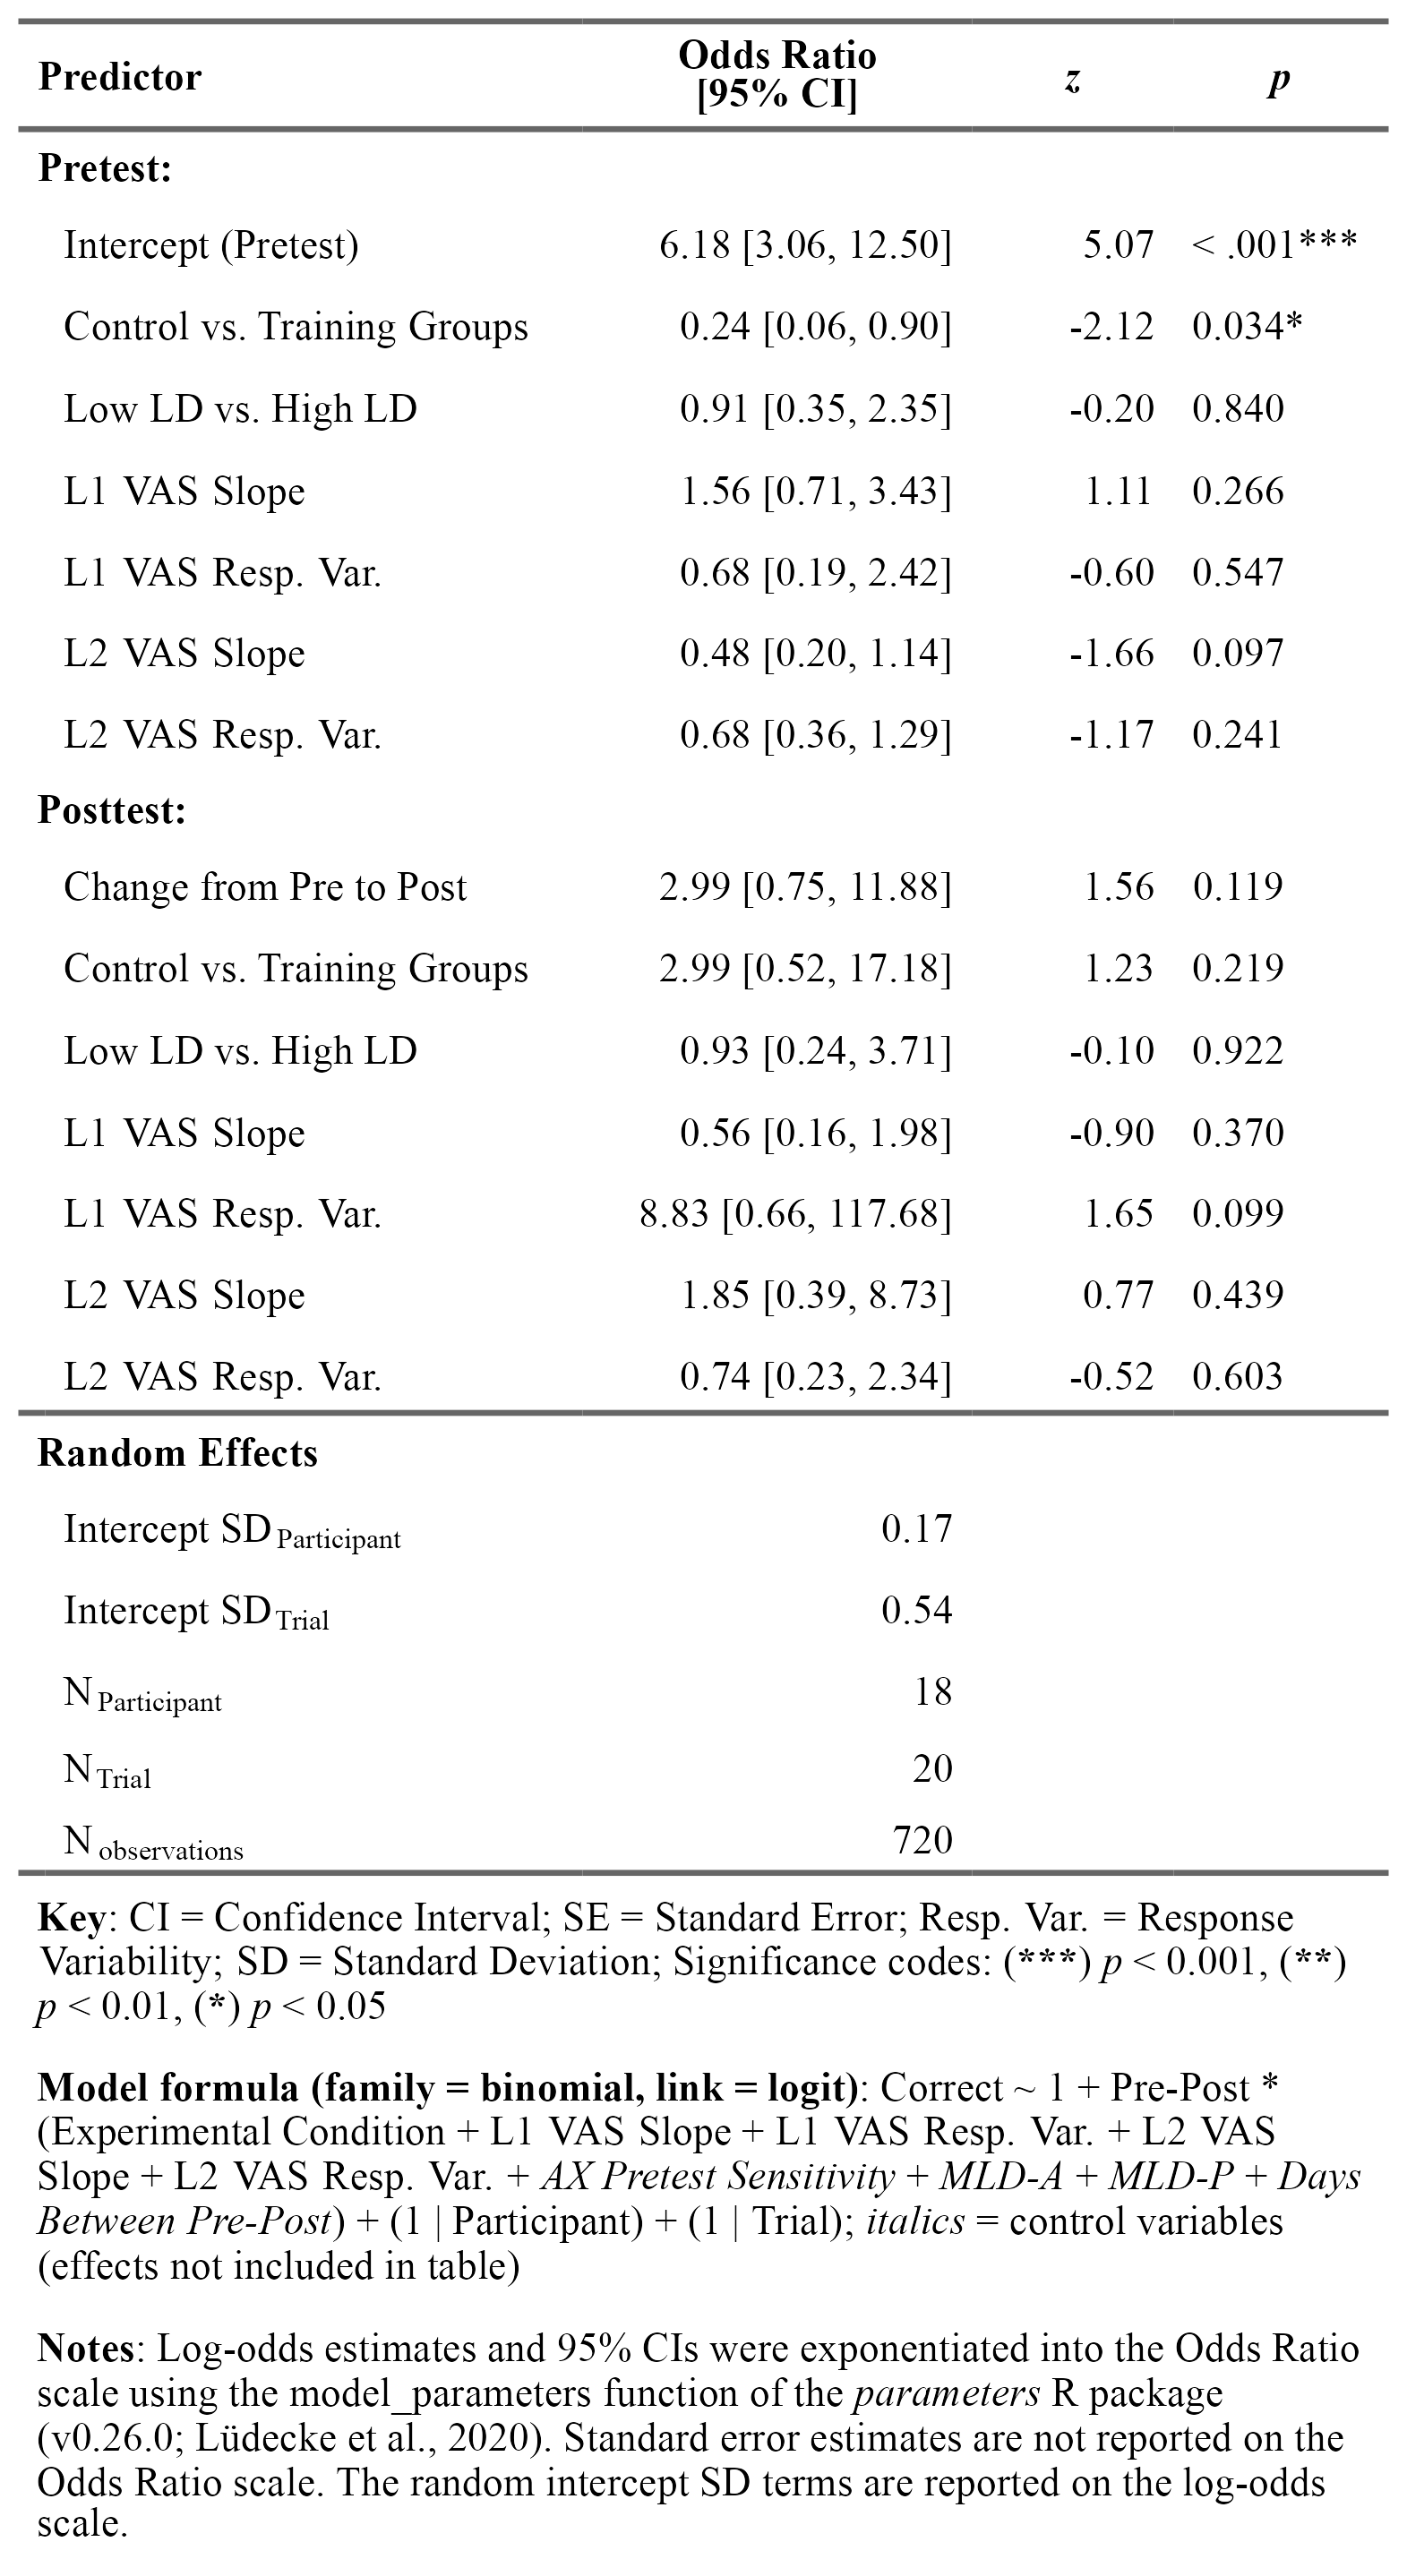 Predictor Odds Ratio [95% CI] z p
Pretest:
Intercept (Pretest) 6.18 [3.06, 12.50] 5.07 < .001***
Control vs. Training Groups 0.24 [0.06, 0.90] -2.12 0.034*
Low LD vs. High LD 0.91 [0.35, 2.35] -0.20 0.840
L1 VAS Slope 1.56 [0.71, 3.43] 1.11 0.266
L1 VAS Resp. Var. 0.68 [0.19, 2.42] -0.60 0.547
L2 VAS Slope 0.48 [0.20, 1.14] -1.66 0.097
L2 VAS Resp. Var. 0.68 [0.36, 1.29] -1.17 0.241
Posttest:
Change from Pre to Post 2.99 [0.75, 11.88] 1.56 0.119
Control vs. Training Groups 2.99 [0.52, 17.18] 1.23 0.219
Low LD vs. High LD 0.93 [0.24, 3.71] -0.10 0.922
L1 VAS Slope 0.56 [0.16, 1.98] -0.90 0.370
L1 VAS Resp. Var. 8.83 [0.66, 117.68] 1.65 0.099
L2 VAS Slope 1.85 [0.39, 8.73] 0.77 0.439
L2 VAS Resp. Var. 0.74 [0.23, 2.34] -0.52 0.603
Random Effects
Intercept SD Participant 0.17
Intercept SD Trial 0.54
N Participant 18
N Trial 20
N observations 720
Key: CI = Confidence Interval; SE = Standard Error; Resp. Var. = Response
Variability; SD = Standard Deviation; Significance codes: (***) p < 0.001, (**)
p < 0.01, (*) p < 0.05
Model formula (family = binomial, link = logit): Correct ~ 1 + Pre-Post *
(Experimental Condition + L1 VAS Slope + L1 VAS Resp. Var. + L2 VAS
Slope + L2 VAS Resp. Var. + AX Pretest Sensitivity + MLD-A + MLD-P + Days
Between Pre-Post) + (1 | Participant) + (1 | Trial); italics = control variables
(effects not included in table)
Notes: Log-odds estimates and 95% CIs were exponentiated into the Odds Ratio
scale using the model_parameters function of the parameters R package
(v0.26.0; Lüdecke et al., 2020). Standard error estimates are not reported on the
Odds Ratio scale. The random intercept SD terms are reported on the log-odds
scale.